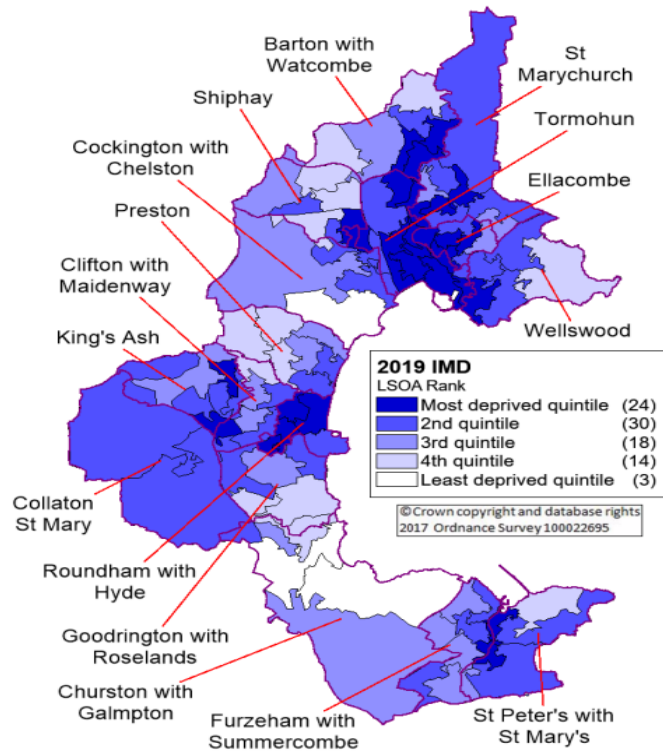 Barton with
Watcombe
St
Marychurch
Shiphay
Tormohun
Cockington with
Chelston
Ellacombe
Preston
Clifton with
Maidenway
King's Ash
Wellswood
2019 IMD
LSOA Rank
Most deprived quintile (24)
2nd quintile (30)
3rd quintile (18)
4th quintile (14)
Least deprived quintile (3)
©Crown copyright and database rights
2017 Ordnance Survey 100022695
Collaton
St Mary
Roundham with
Hyde
Goodrington with
Roselands
Churston with
Galmpton
Furzeham with
Summercombe
St Peter's with
St Mary's